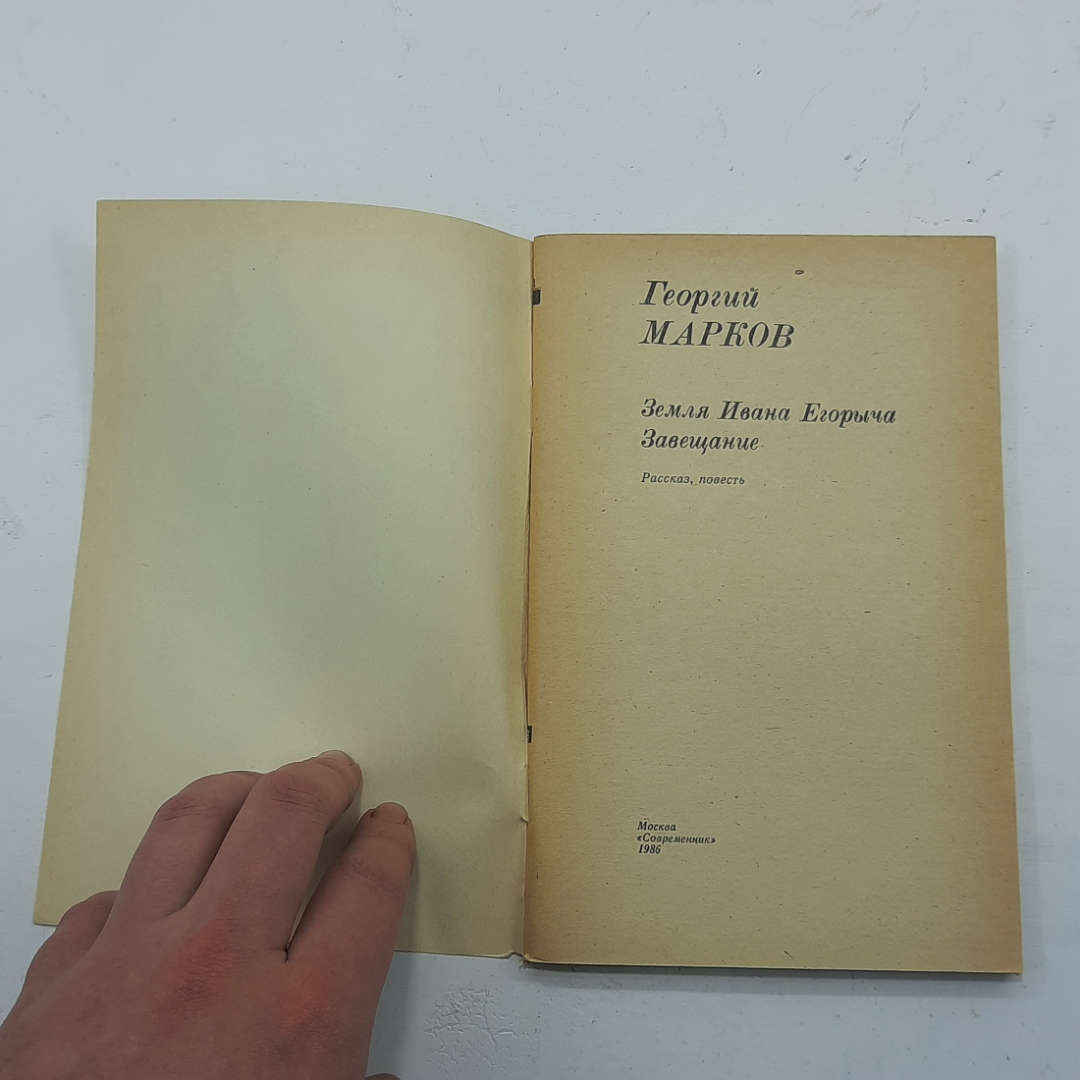 Георгий
МАРКОВ
Земля Ивана Егорыча
Завещание
Рассказ, повесть
Москва
«Современник»
1986